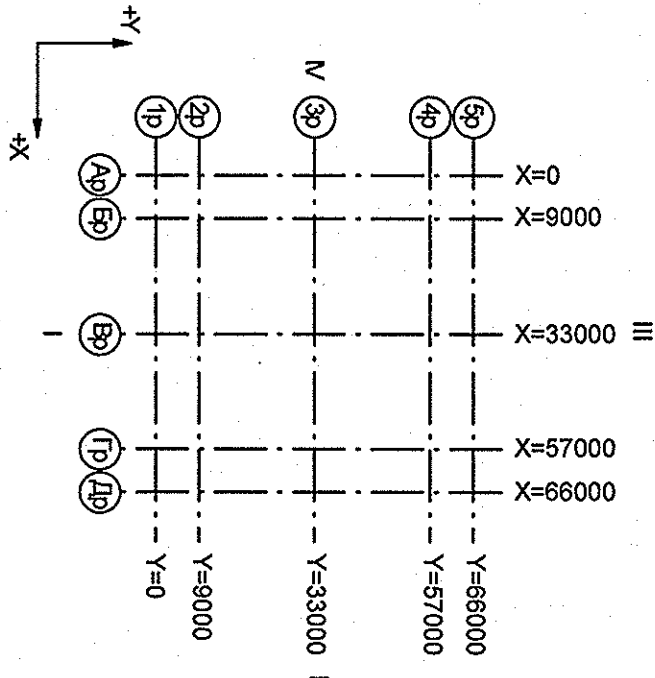 +Y
+X
IV
1р
2р
3р
4р
5р
Ар
Бр
Вр
Гр
Др
X=0
X=9000
X=33000
X=57000
X=66000
I
III
Y=0
Y=9000
Y=33000
Y=57000
Y=66000